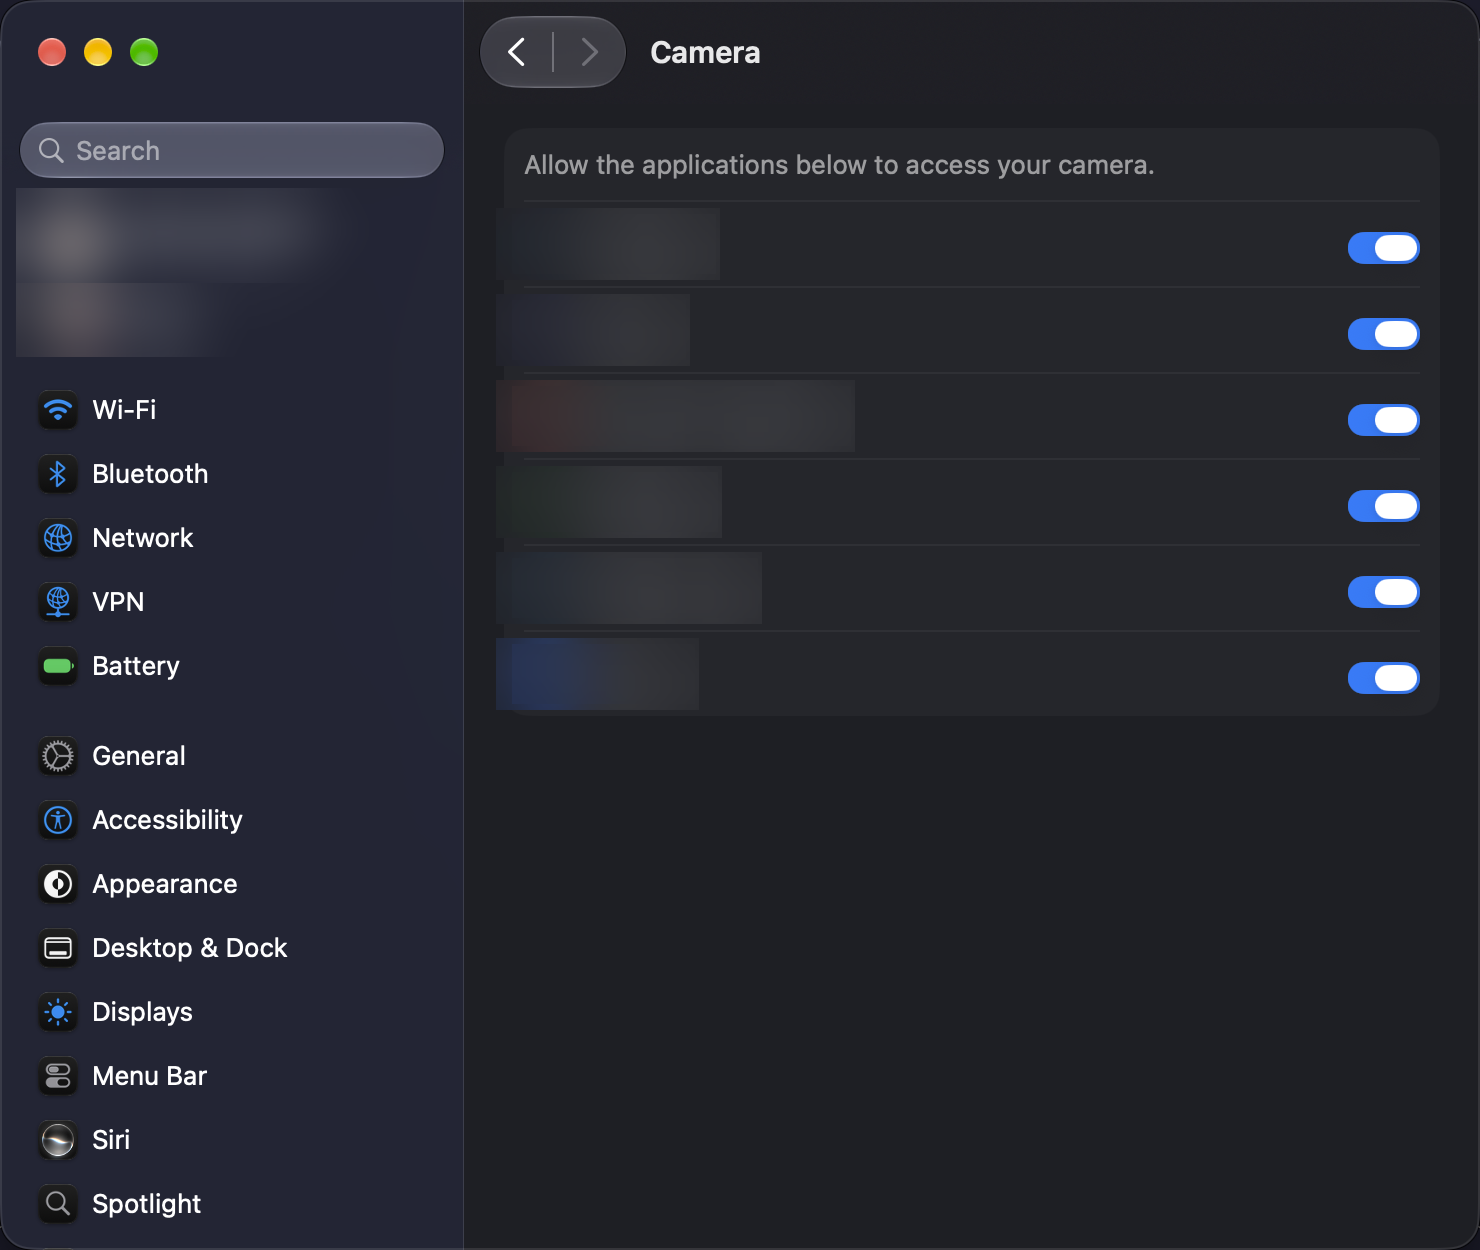 Camera
Search
Allow the applications below to access your camera.
Wi-Fi
Bluetooth
Network
VPN
Battery
General
Accessibility
Appearance
Desktop & Dock
Displays
Menu Bar
Siri
Spotlight